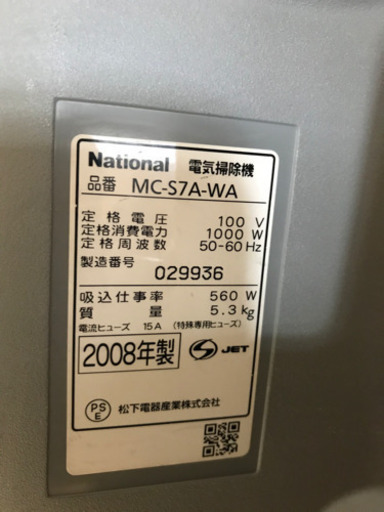 National 電気掃除機
品番 MC-S7A-WA
定格電圧 100 V
定格消費電力 1000 W
定格周波数 50-60 Hz
製造番号 029936
吸込仕事率 560 W
質量 5.3kg
電流ヒューズ 15A (特殊専用ヒューズ)
2008年製 S JET
PS E 松下電器産業株式会社